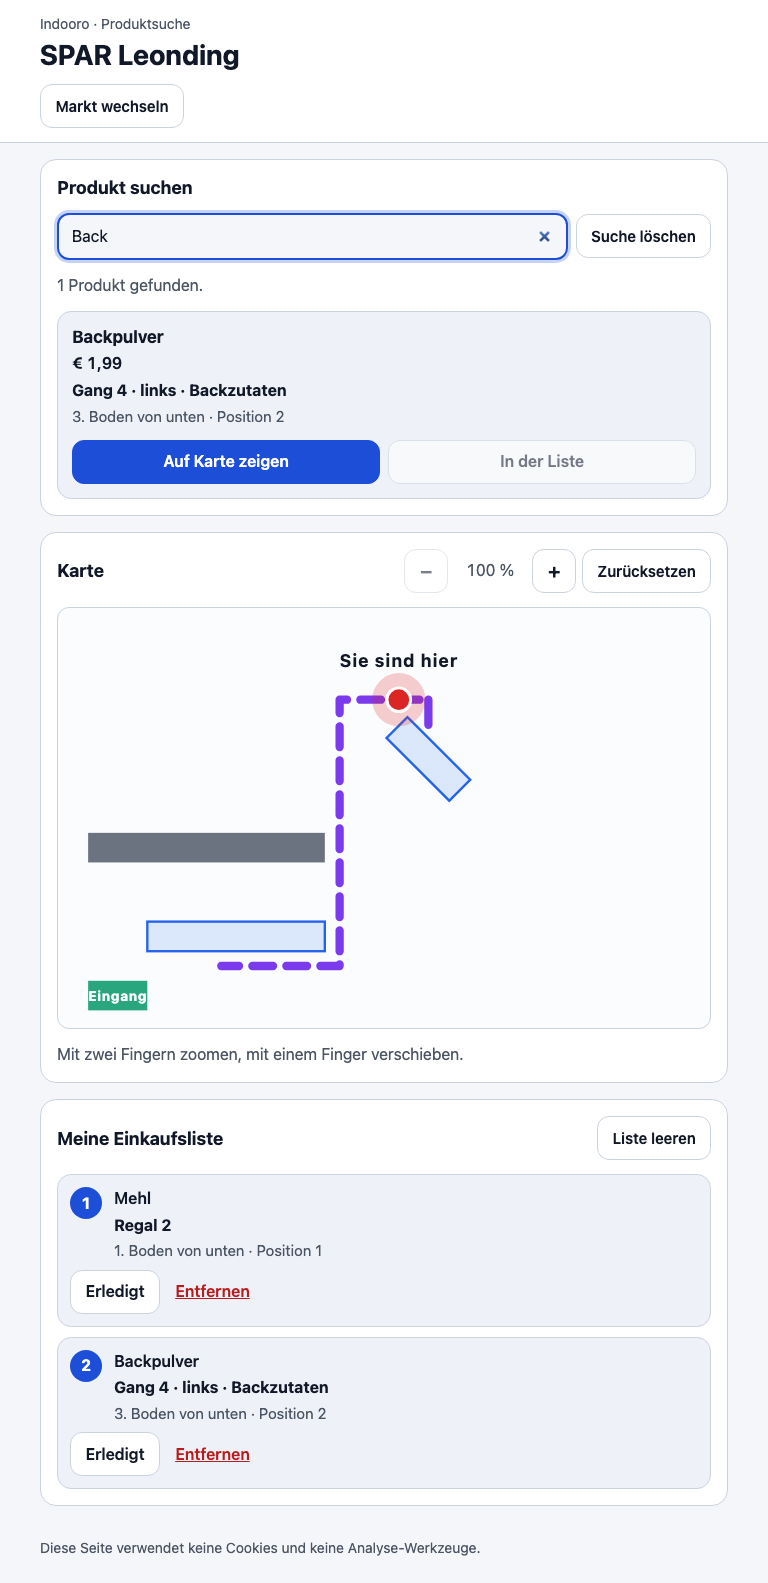 Indooro · Produktsuche
SPAR Leonding
Markt wechseln
Produkt suchen
Back
Suche löschen
1 Produkt gefunden.
Backpulver
€ 1,99
Gang 4 · links · Backzutaten
3. Boden von unten · Position 2
Auf Karte zeigen
In der Liste
Karte
−
100 %
+
Zurücksetzen
Sie sind hier
Eingang
Mit zwei Fingern zoomen, mit einem Finger verschieben.
Meine Einkaufsliste
Liste leeren
1
Mehl
Regal 2
1. Boden von unten · Position 1
Erledigt
Entfernen
2
Backpulver
Gang 4 · links · Backzutaten
3. Boden von unten · Position 2
Erledigt
Entfernen
Diese Seite verwendet keine Cookies und keine Analyse-Werkzeuge.